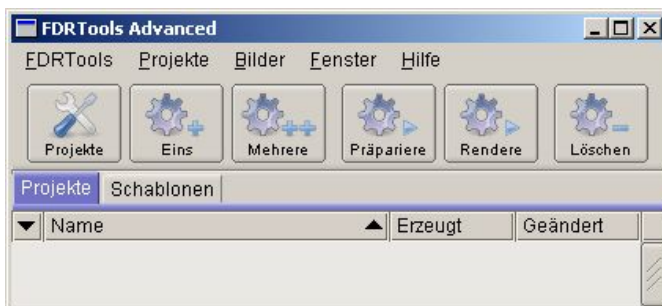 FDRTools Advanced
FDRTools Projekte Bilder Fenster Hilfe
Projekte Eins Mehrere Präpariere Rendere Löschen
Projekte Schablonen
Name Erzeugt Geändert